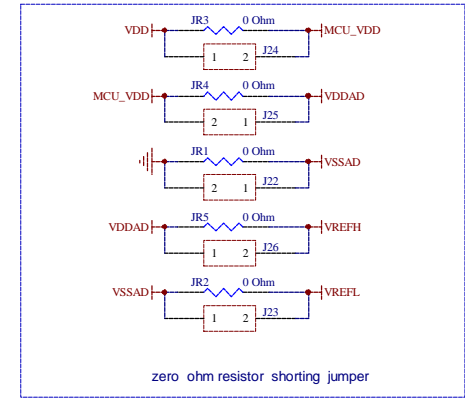 JR3 0 Ohm
VDD MCU_VDD
1 2 J24
JR4 0 Ohm
MCU_VDD VDDAD
2 1 J25
JR1 0 Ohm
VSSAD
2 1 J22
JR5 0 Ohm
VDDAD VREFH
1 2 J26
JR2 0 Ohm
VSSAD VREFL
1 2 J23
zero ohm resistor shorting jumper